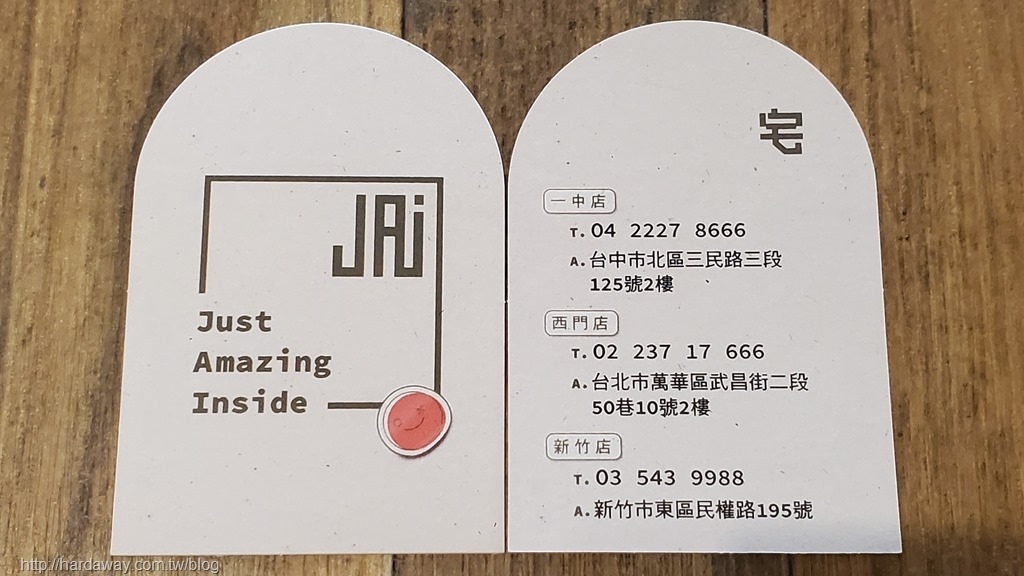 JAi
Just
Amazing
Inside
宅
一中店
T. 04 2227 8666
A. 台中市北區三民路三段
125號2樓
西門店
T. 02 237 17 666
A. 台北市萬華區武昌街二段
50巷10號2樓
新竹店
T. 03 543 9988
A. 新竹市東區民權路195號
http://hardaway.com.tw/blog